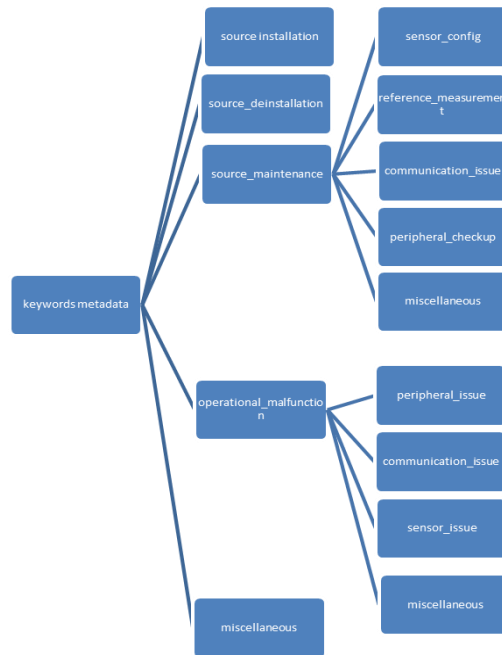 source installation
sensor_config
source_deinstallation
reference_measuremen
t
source_maintenance
communication_issue
peripheral_checkup
keywords metadata
miscellaneous
operational_malfunctio
n
peripheral_issue
communication_issue
sensor_issue
miscellaneous
miscellaneous